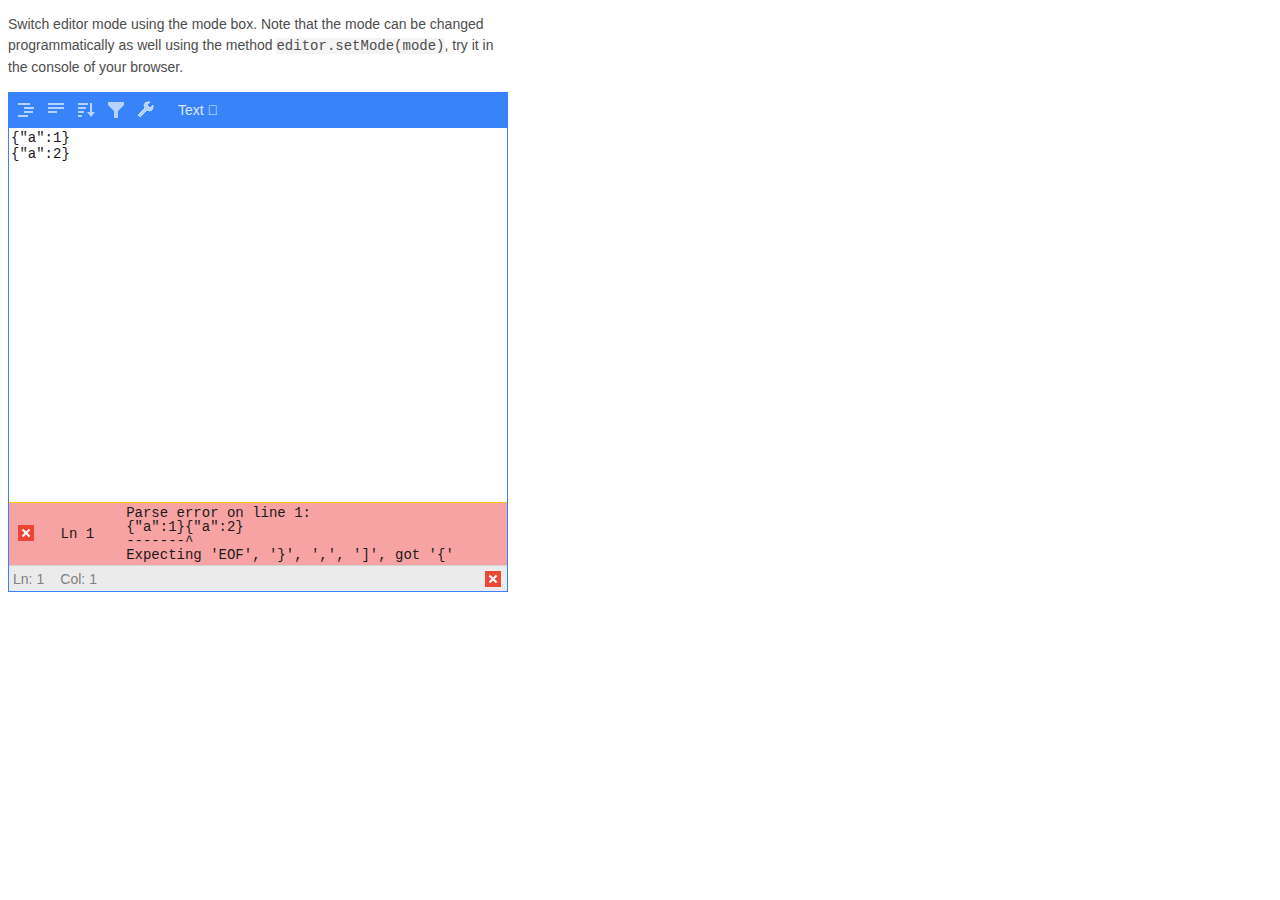 Switch editor mode using the mode box. Note that the mode can be changed
programmatically as well using the method editor.setMode(mode), try it in
the console of your browser.
Text
{"a":1}
{"a":2}
Ln 1
Parse error on line 1:
{"a":1}{"a":2}
-------^
Expecting 'EOF', '}', ',', ']', got '{'
Ln: 1 Col: 1